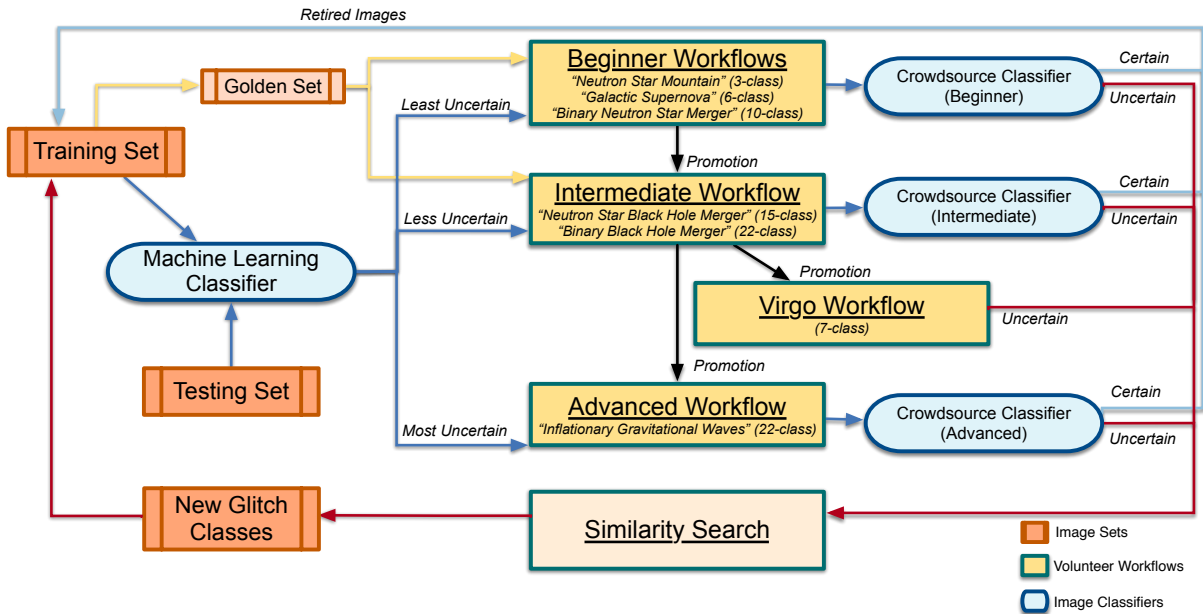 Retired Images
Beginner Workflows
"Neutron Star Mountain" (3-class)
"Galactic Supernova" (6-class)
"Binary Neutron Star Merger" (10-class)
Golden Set
Least Uncertain
Crowdsource Classifier
(Beginner)
Certain
Uncertain
Training Set
Promotion
Intermediate Workflow
"Neutron Star Black Hole Merger" (15-class)
"Binary Black Hole Merger" (22-class)
Less Uncertain
Crowdsource Classifier
(Intermediate)
Certain
Uncertain
Machine Learning
Classifier
Promotion
Virgo Workflow
(7-class)
Uncertain
Testing Set
Promotion
Advanced Workflow
"Inflationary Gravitational Waves" (22-class)
Most Uncertain
Crowdsource Classifier
(Advanced)
Certain
Uncertain
New Glitch
Classes
Similarity Search
Image Sets
Volunteer Workflows
Image Classifiers